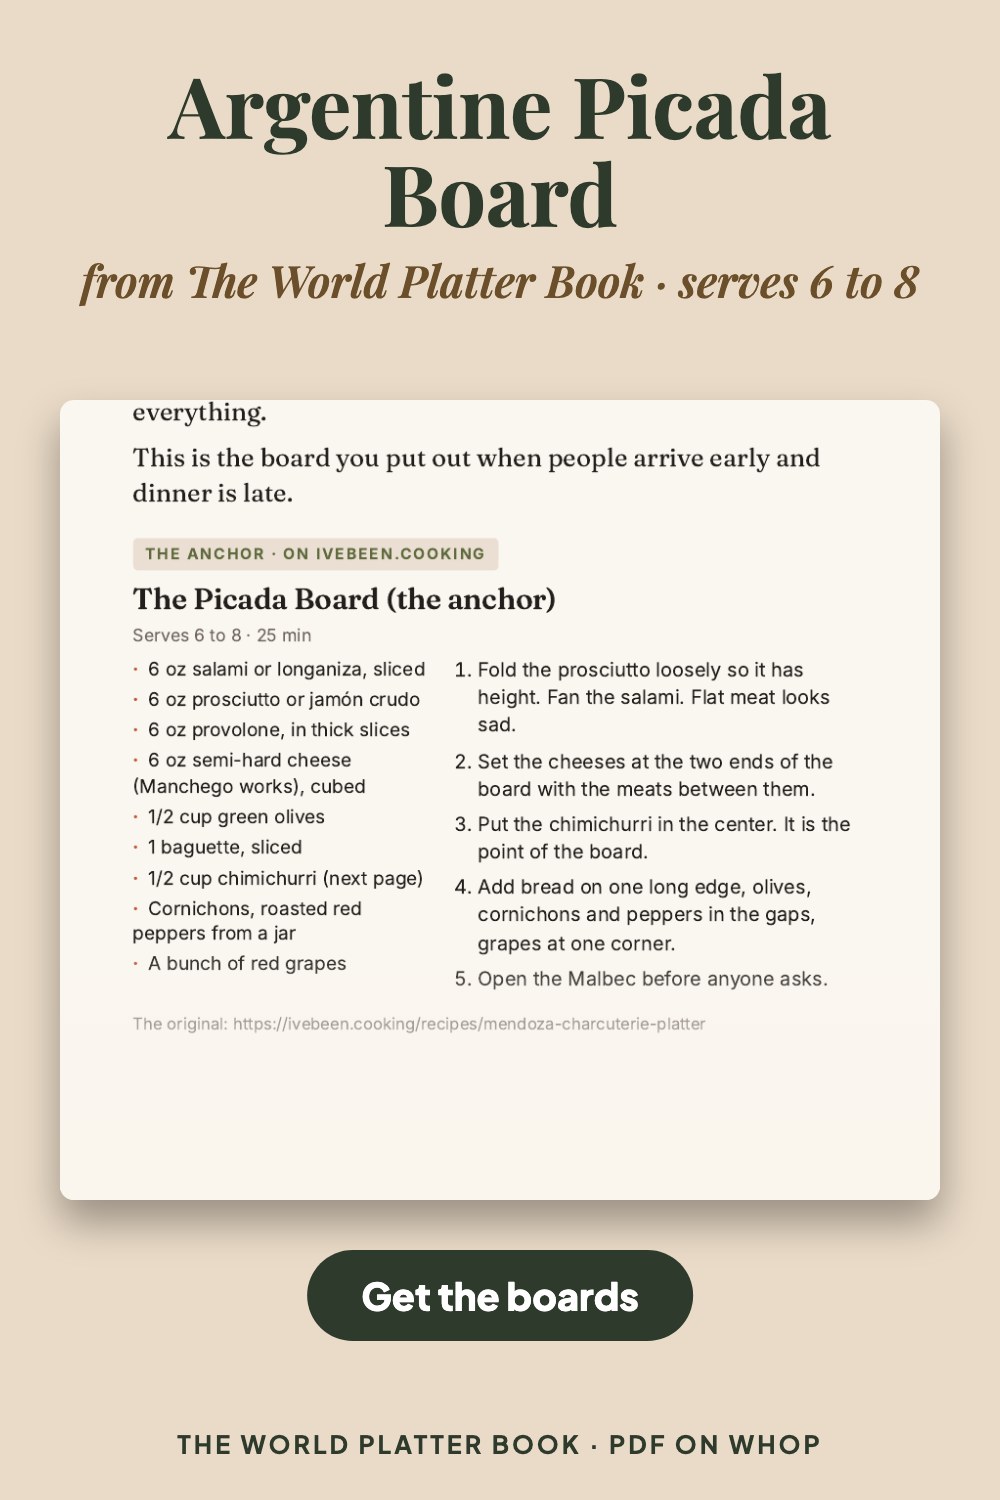 Argentine Picada
Board
from The World Platter Book · serves 6 to 8
everything.
This is the board you put out when people arrive early and
dinner is late.
THE ANCHOR · ON IVEBEEN.COOKING
The Picada Board (the anchor)
Serves 6 to 8 · 25 min
· 6 oz salami or longaniza, sliced
· 6 oz prosciutto or jamón crudo
· 6 oz provolone, in thick slices
· 6 oz semi-hard cheese
(Manchego works), cubed
· 1/2 cup green olives
· 1 baguette, sliced
· 1/2 cup chimichurri (next page)
· Cornichons, roasted red
peppers from a jar
· A bunch of red grapes
1. Fold the prosciutto loosely so it has
height. Fan the salami. Flat meat looks
sad.
2. Set the cheeses at the two ends of the
board with the meats between them.
3. Put the chimichurri in the center. It is the
point of the board.
4. Add bread on one long edge, olives,
cornichons and peppers in the gaps,
grapes at one corner.
5. Open the Malbec before anyone asks.
The original: https://ivebeen.cooking/recipes/mendoza-charcuterie-platter
Get the boards
THE WORLD PLATTER BOOK · PDF ON WHOP